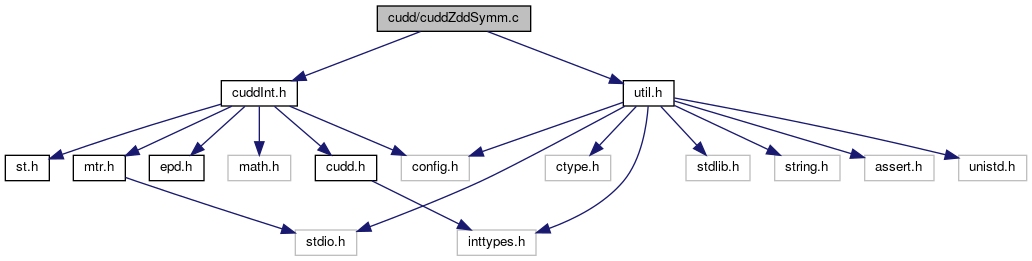 cudd/cuddZddSymm.c
cuddInt.h
util.h
st.h
mtr.h
epd.h
math.h
cudd.h
config.h
ctype.h
stdlib.h
string.h
assert.h
unistd.h
stdio.h
inttypes.h